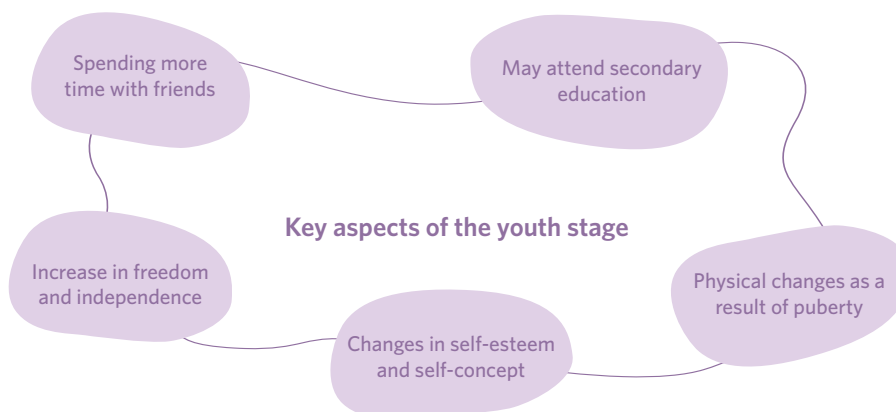 Spending more
time with friends
May attend secondary
education
Key aspects of the youth stage
Increase in freedom
and independence
Physical changes as a
result of puberty
Changes in self-esteem
and self-concept